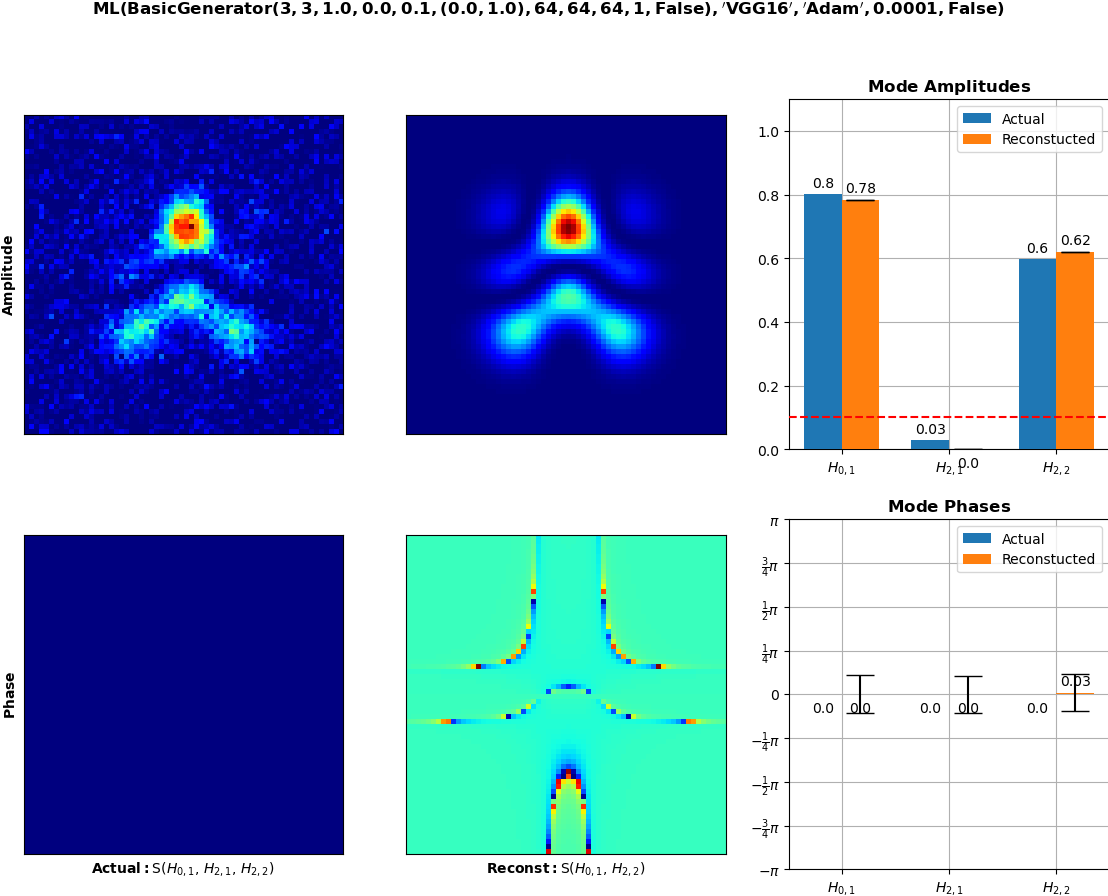 ML(BasicGenerator(3, 3, 1.0, 0.0, 0.1, (0.0, 1.0), 64, 64, 64, 1, False), ′VGG16′, ′Adam′, 0.0001, False)
Amplitude
Mode Amplitudes
Actual
Reconstucted
1.0
0.8
0.6
0.4
0.2
0.0
0.8
0.78
0.03
0.0
0.6
0.62
H0,1
H2,1
H2,2
Phase
Actual: S(H0,1, H2,1, H2,2)
Reconst: S(H0,1, H2,2)
Mode Phases
Actual
Reconstucted
π
3/4π
1/2π
1/4π
0
−1/4π
−1/2π
−3/4π
−π
0.0
0.0
0.0
0.0
0.0
0.03
H0,1
H2,1
H2,2